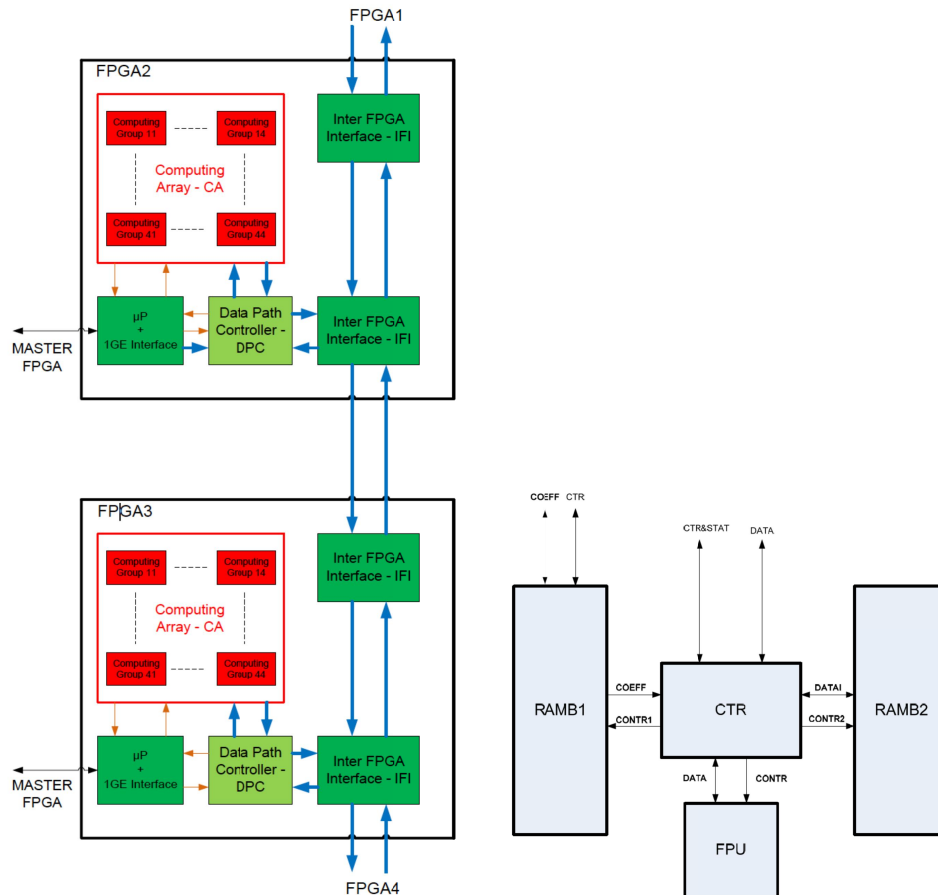 FPGA1
FPGA2
Computing
Group 11
Computing
Group 14
Inter FPGA
Interface - IFI
Computing
Array - CA
Computing
Group 41
Computing
Group 44
µP
+
1GE Interface
Data Path
Controller -
DPC
Inter FPGA
Interface - IFI
MASTER
FPGA
FPGA3
Computing
Group 11
Computing
Group 14
Inter FPGA
Interface - IFI
Computing
Array - CA
Computing
Group 41
Computing
Group 44
µP
+
1GE Interface
Data Path
Controller -
DPC
Inter FPGA
Interface - IFI
MASTER
FPGA
FPGA4
COEFF CTR
CTR&STAT
DATA
RAMB1
COEFF
CONTR1
CTR
DATAI
CONTR2
RAMB2
DATA
CONTR
FPU